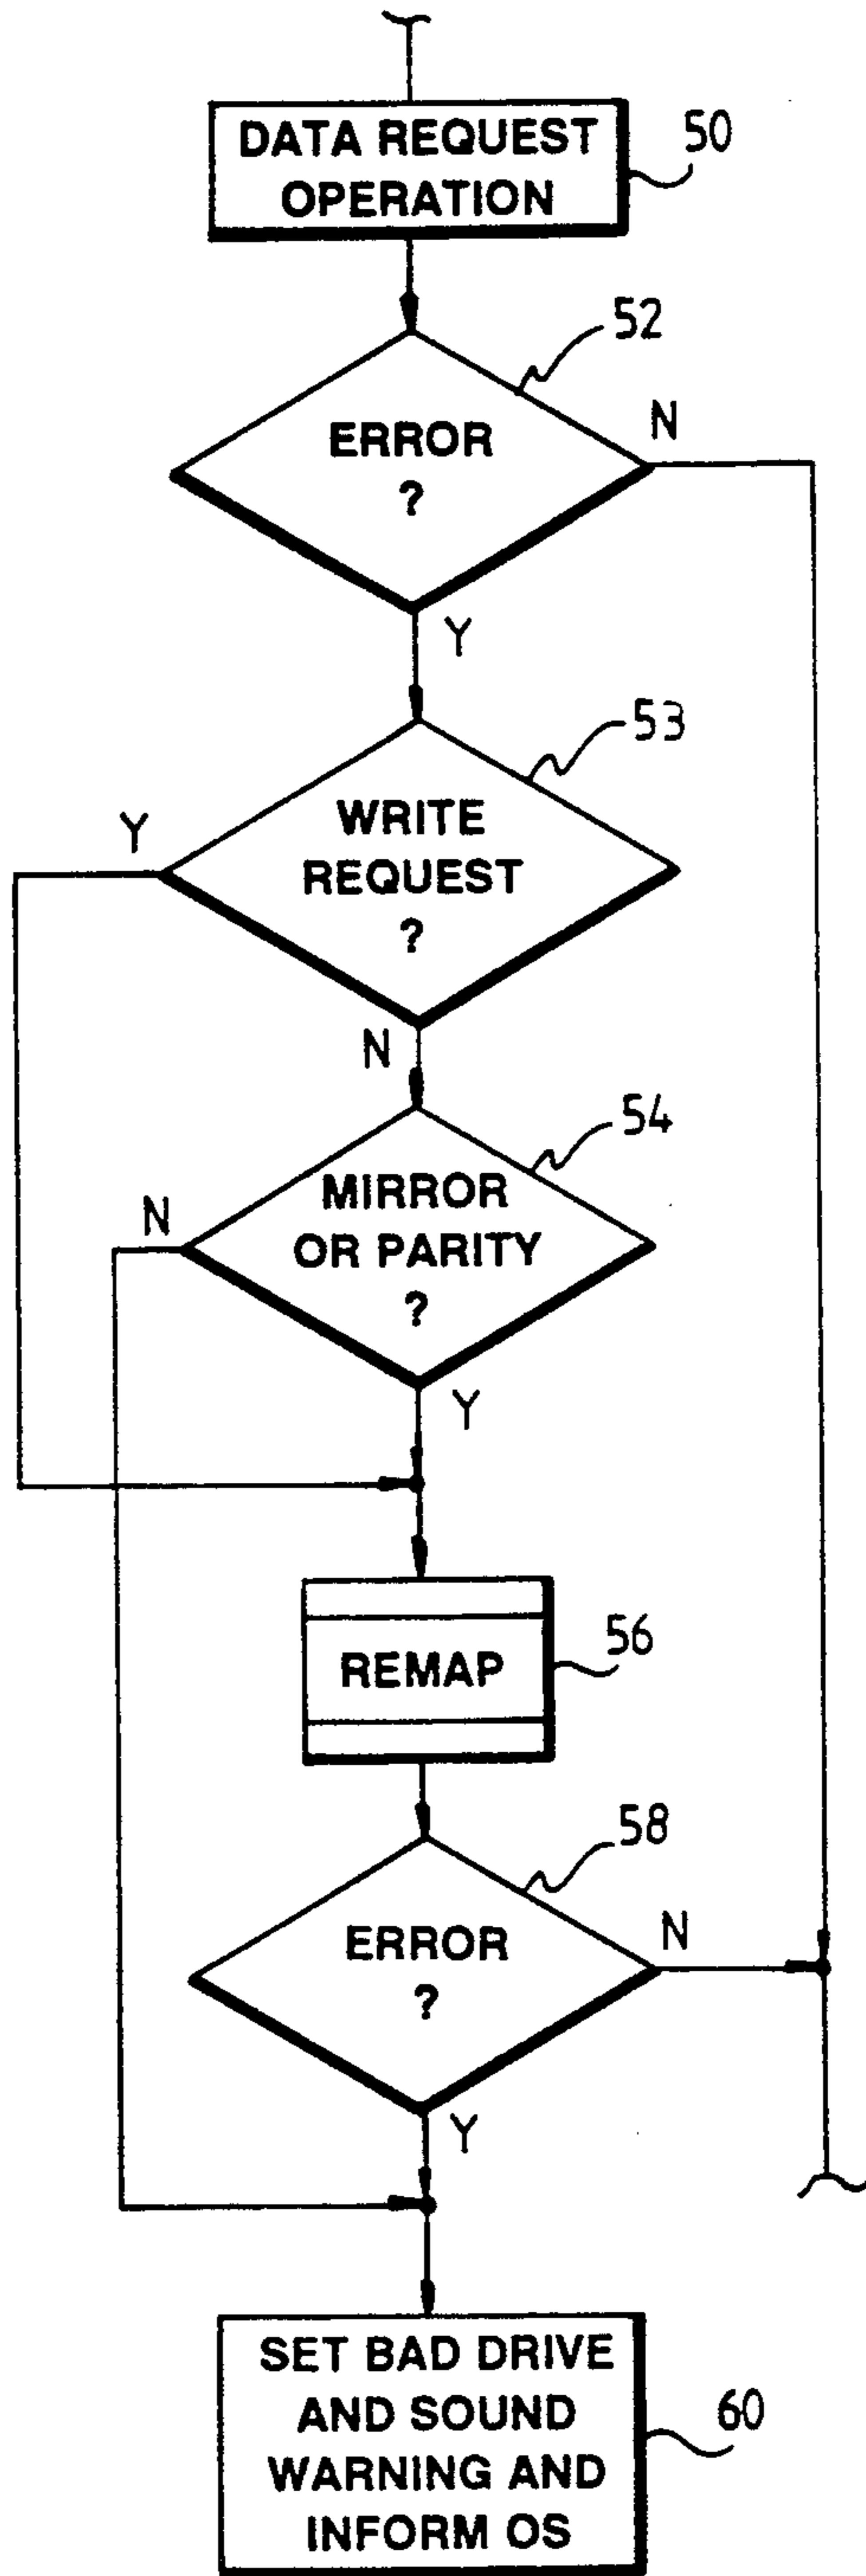 DATA REQUEST
OPERATION
50
52
ERROR
?
N
Y
53
WRITE
REQUEST
?
Y
N
54
MIRROR
OR PARITY
?
N
Y
REMAP
56
58
ERROR
?
N
Y
SET BAD DRIVE
AND SOUND
WARNING AND
INFORM OS
60